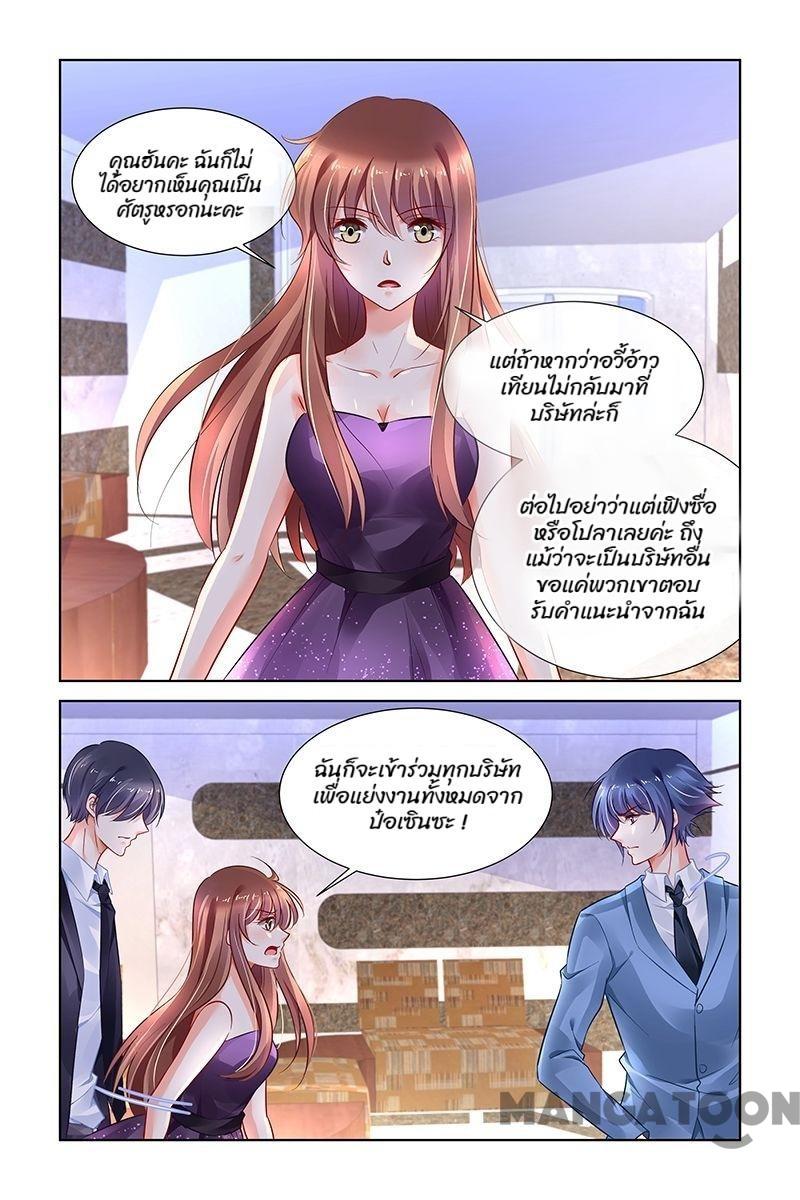 คุณฮันคะ ฉันก็ไม่
ได้อยากเห็นคุณเป็น
ศัตรูหรอกนะคะ
แต่ถ้าหากว่าอวี้อ้าว
เทียนไม่กลับมาที่
บริษัทล่ะก็
ต่อไปอย่าว่าแต่เฟิงซื่อ
หรือโปลาเลยค่ะ ถึง
แม้ว่าจะเป็นบริษัทอื่น
ขอแค่พวกเขาตอบ
รับคำแนะนำจากฉัน
ฉันก็จะเข้าร่วมทุกบริษัท
เพื่อแย่งงานทั้งหมดจาก
ป๋อเซินซะ !
MANGATOON